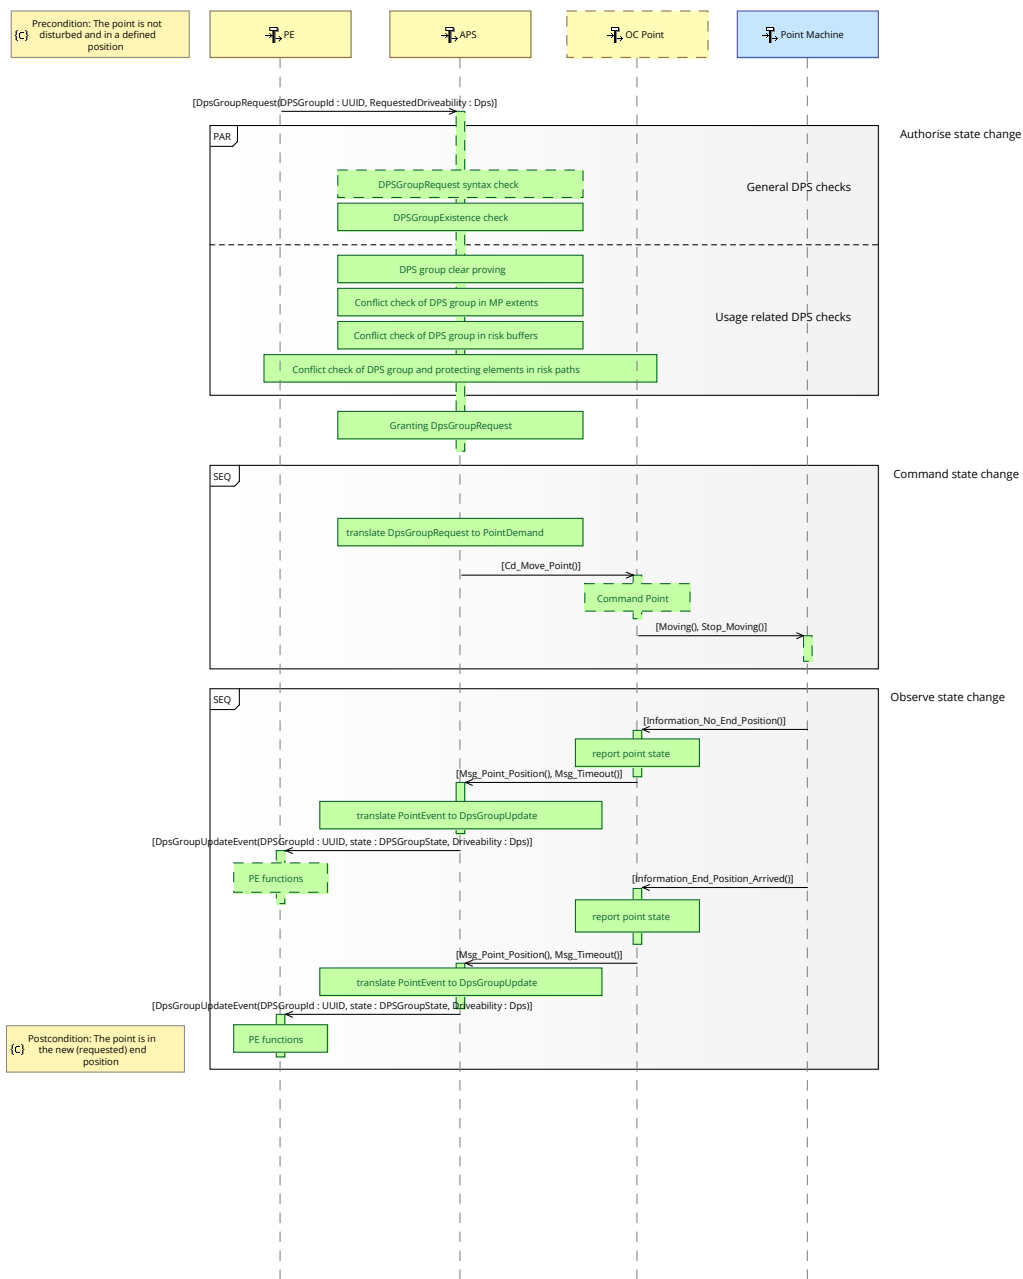 Precondition: The point is not
disturbed and in a defined
position
{C}
PE
APS
OC Point
Point Machine
[DpsGroupRequest(DPSGroupId : UUID, RequestedDriveability : Dps)]
PAR
Authorise state change
DPSGroupRequest syntax check
General DPS checks
DPSGroupExistence check
DPS group clear proving
Conflict check of DPS group in MP extents
Usage related DPS checks
Conflict check of DPS group in risk buffers
Conflict check of DPS group and protecting elements in risk paths
Granting DpsGroupRequest
SEQ
Command state change
translate DpsGroupRequest to PointDemand
[Cd_Move_Point()]
Command Point
[Moving(), Stop_Moving()]
SEQ
Observe state change
[Information_No_End_Position()]
report point state
[Msg_Point_Position(), Msg_Timeout()]
translate PointEvent to DpsGroupUpdate
[DpsGroupUpdateEvent(DPSGroupId : UUID, state : DPSGroupState, Driveability : Dps)]
PE functions
[Information_End_Position_Arrived()]
report point state
[Msg_Point_Position(), Msg_Timeout()]
translate PointEvent to DpsGroupUpdate
[DpsGroupUpdateEvent(DPSGroupId : UUID, state : DPSGroupState, Driveability : Dps)]
PE functions
Postcondition: The point is in
the new (requested) end
position
{C}